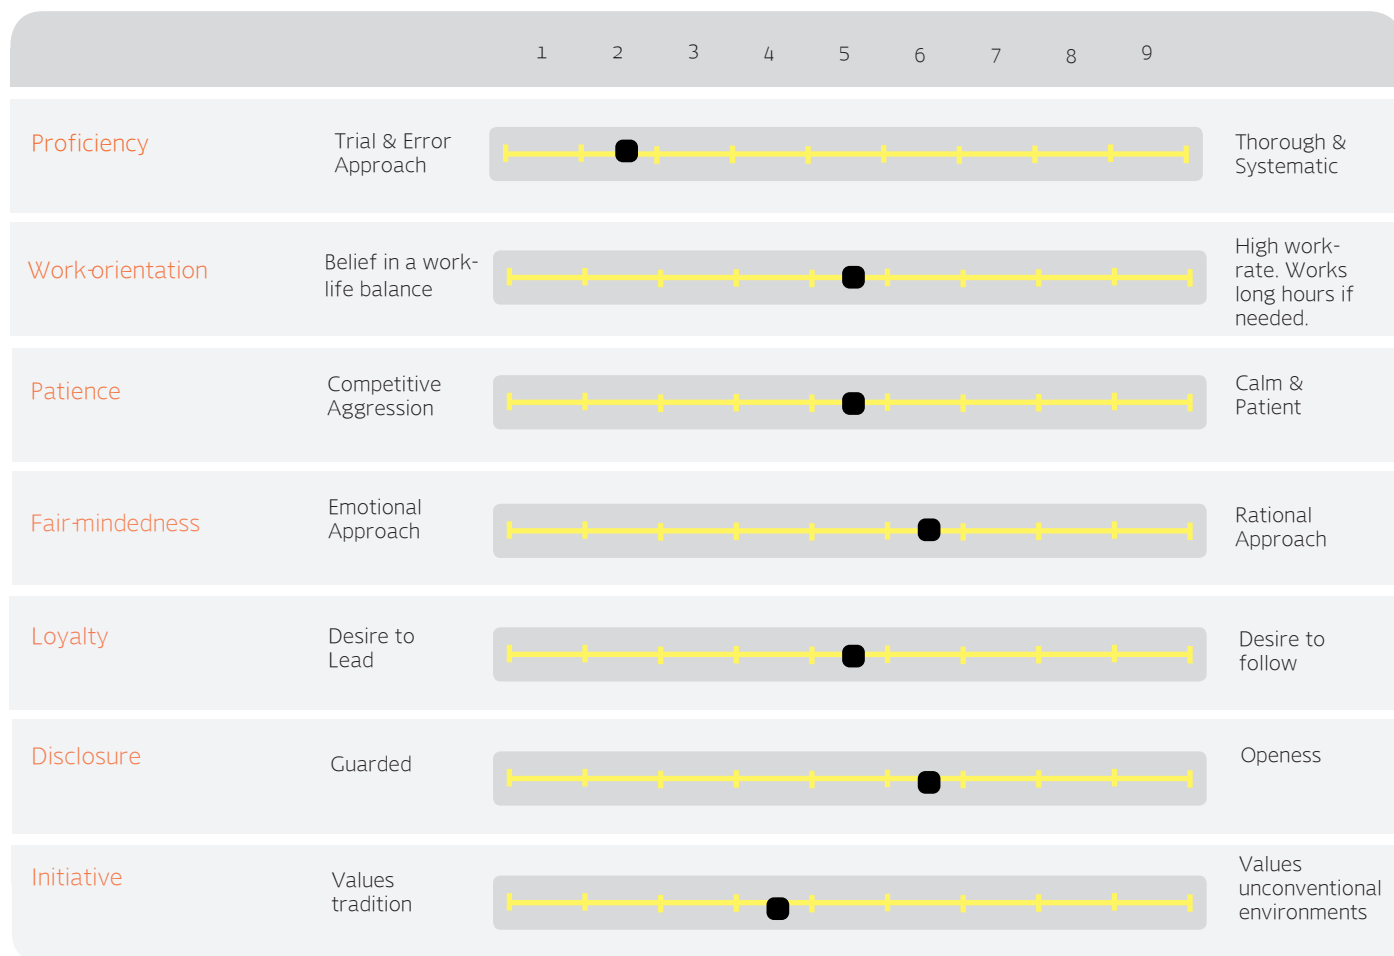 1 2 3 4 5 6 7 8 9
Proficiency
Trial & Error
Approach
Thorough &
Systematic
Work-orientation
Belief in a work-
life balance
High work-
rate. Works
long hours if
needed.
Patience
Competitive
Aggression
Calm &
Patient
Fair-mindedness
Emotional
Approach
Rational
Approach
Loyalty
Desire to
Lead
Desire to
follow
Disclosure
Guarded
Openess
Initiative
Values
tradition
Values
unconventional
environments